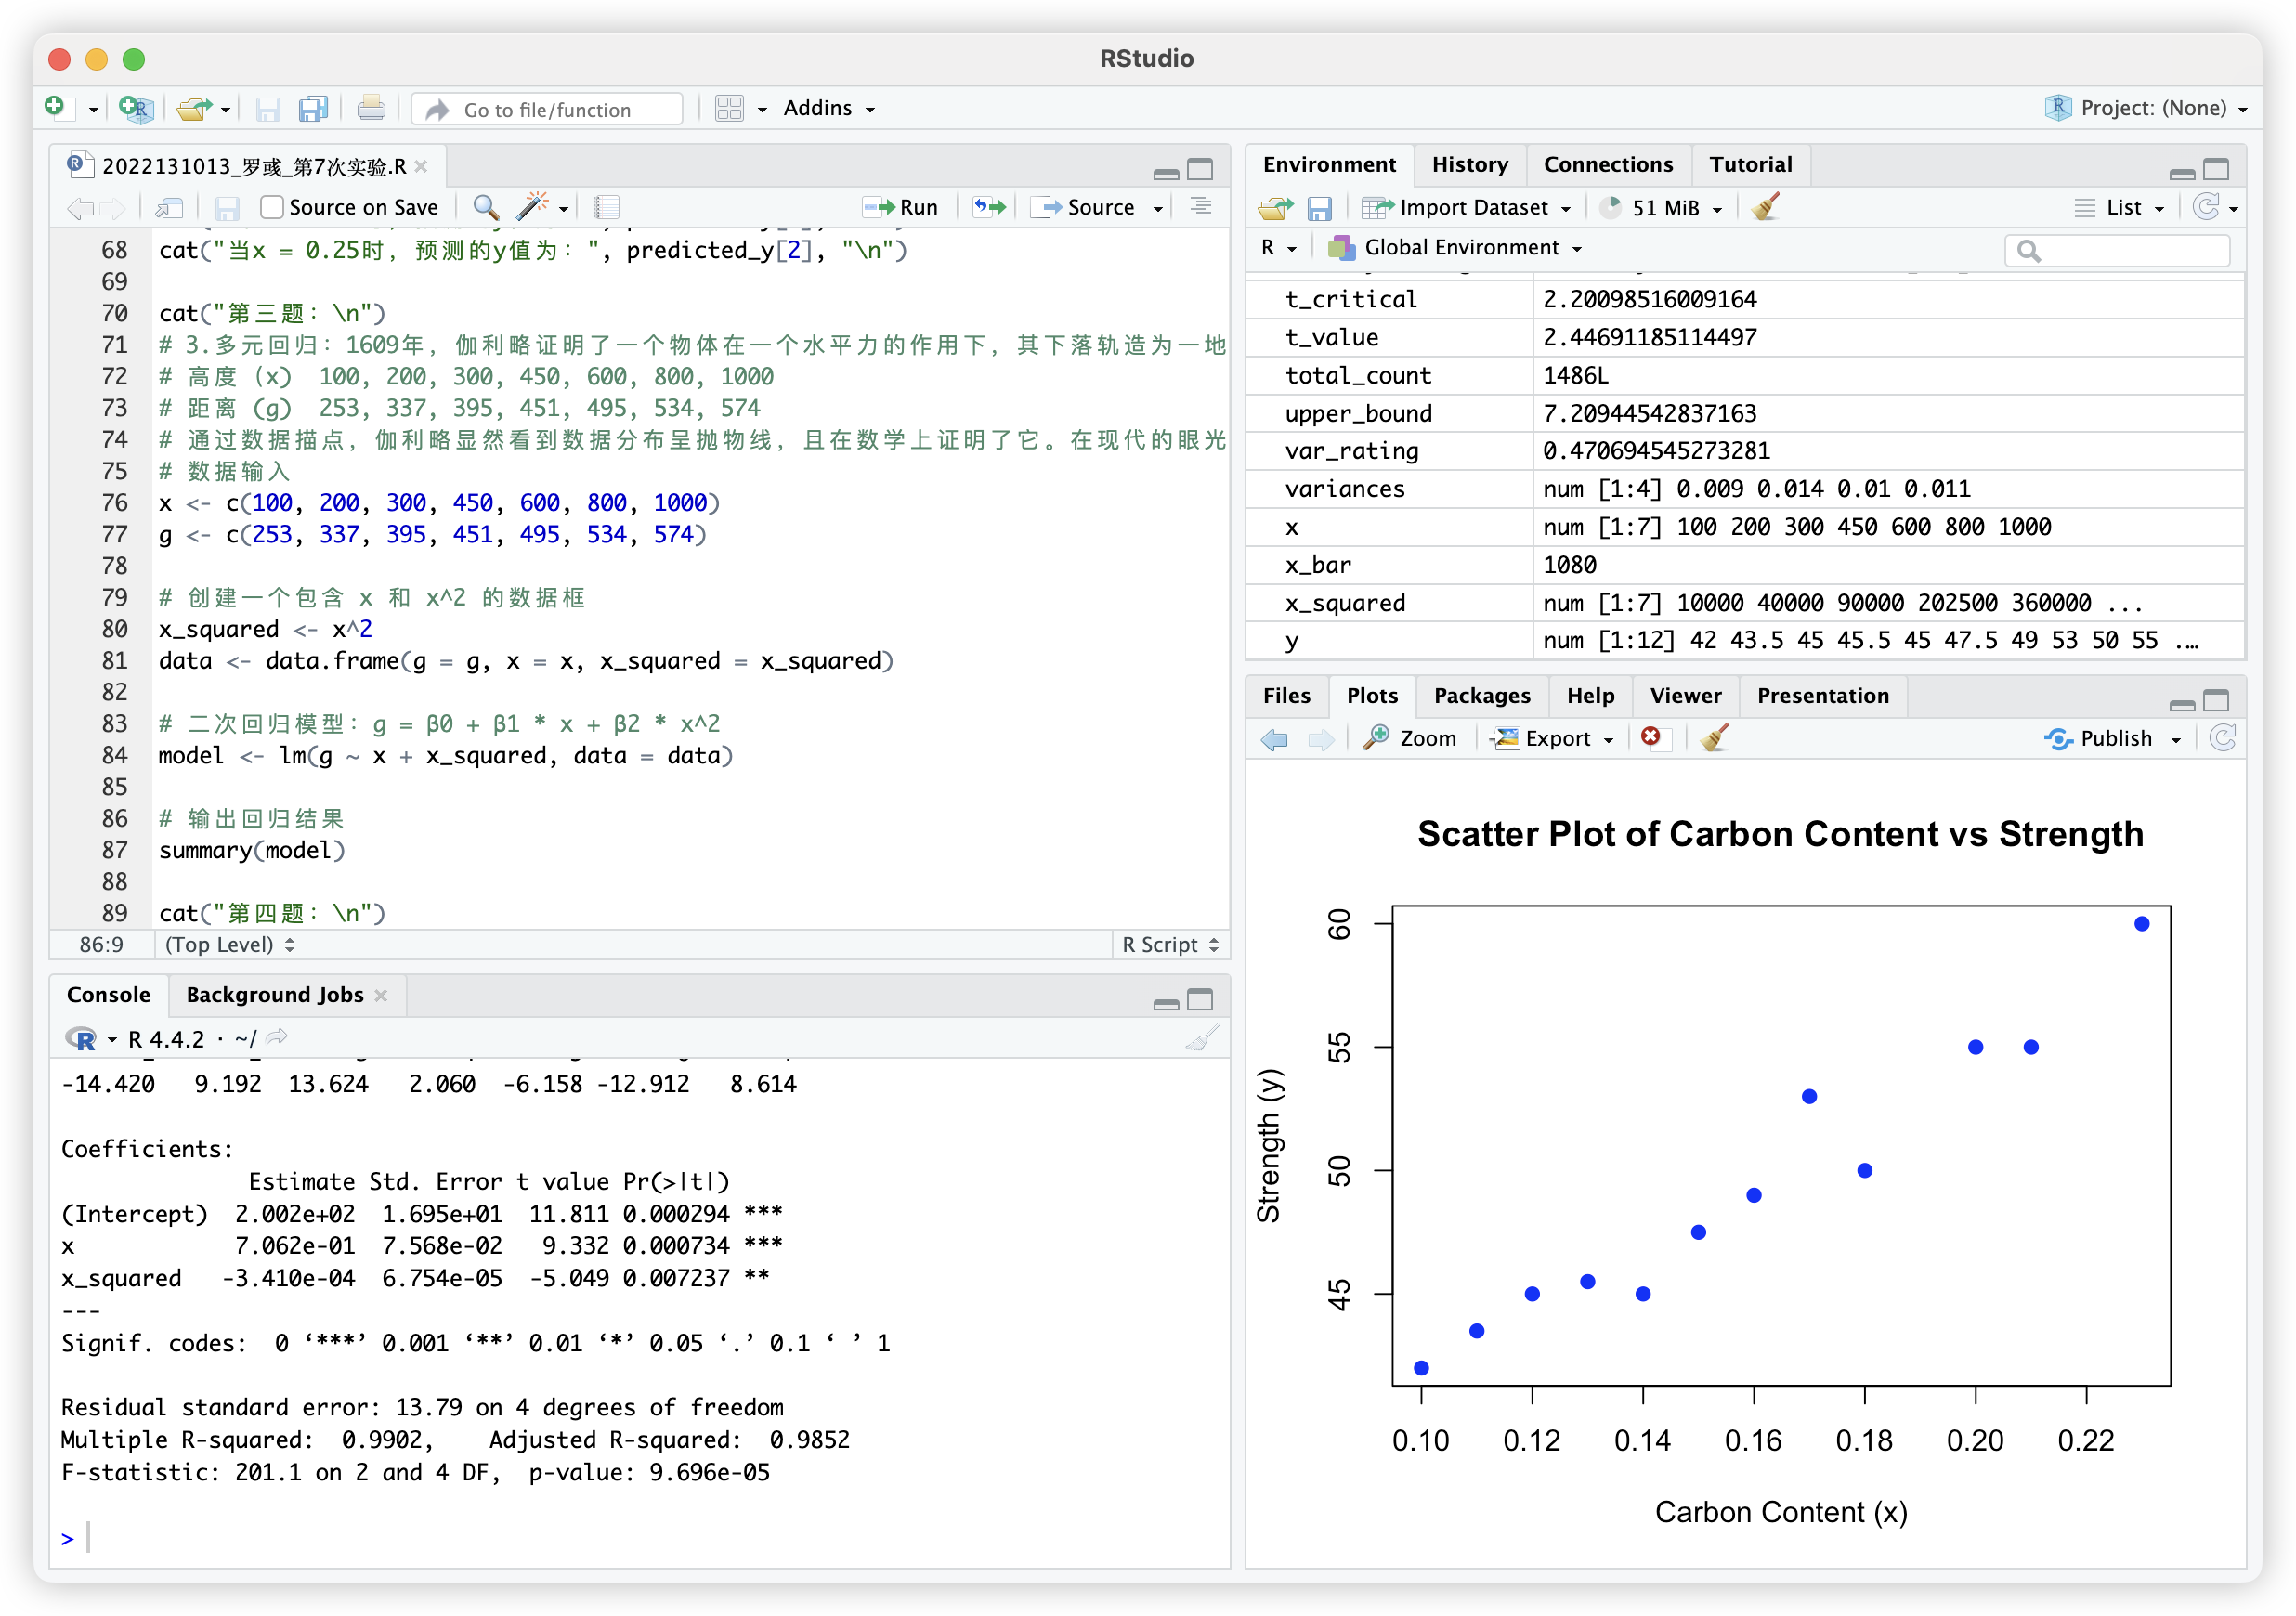 RStudio
Go to file/function
Addins
Project: (None)
2022131013_罗彧_第7次实验.R
Source on Save
Run
Source
68 cat("当x = 0.25时, 预测的y值为: ", predicted_y[2], "\n")
69
70 cat("第三题: \n")
71 # 3.多元回归: 1609年, 伽利略证明了一个物体在一个水平力的作用下, 其下落轨造为一地
72 # 高度 (x)  100, 200, 300, 450, 600, 800, 1000
73 # 距离 (g)  253, 337, 395, 451, 495, 534, 574
74 # 通过数据描点, 伽利略显然看到数据分布呈抛物线, 且在数学上证明了它。在现代的眼光
75 # 数据输入
76 x <- c(100, 200, 300, 450, 600, 800, 1000)
77 g <- c(253, 337, 395, 451, 495, 534, 574)
78
79 # 创建一个包含 x 和 x^2 的数据框
80 x_squared <- x^2
81 data <- data.frame(g = g, x = x, x_squared = x_squared)
82
83 # 二次回归模型: g = β0 + β1 * x + β2 * x^2
84 model <- lm(g ~ x + x_squared, data = data)
85
86 # 输出回归结果
87 summary(model)
88
89 cat("第四题: \n")
86:9 (Top Level) R Script
Console Background Jobs
R 4.4.2 · ~/
-14.420   9.192  13.624   2.060  -6.158 -12.912   8.614
Coefficients:
Estimate Std. Error t value Pr(>|t|)
(Intercept)  2.002e+02  1.695e+01  11.811 0.000294 ***
x            7.062e-01  7.568e-02   9.332 0.000734 ***
x_squared   -3.410e-04  6.754e-05  -5.049 0.007237 **
---
Signif. codes:  0 ‘***’ 0.001 ‘**’ 0.01 ‘*’ 0.05 ‘.’ 0.1 ‘ ’ 1
Residual standard error: 13.79 on 4 degrees of freedom
Multiple R-squared:  0.9902,    Adjusted R-squared:  0.9852
F-statistic: 201.1 on 2 and 4 DF,  p-value: 9.696e-05
>
Environment History Connections Tutorial
Import Dataset 51 MiB List
R Global Environment
t_critical 2.20098516009164
t_value 2.44691185114497
total_count 1486L
upper_bound 7.20944542837163
var_rating 0.470694545273281
variances num [1:4] 0.009 0.014 0.01 0.011
x num [1:7] 100 200 300 450 600 800 1000
x_bar 1080
x_squared num [1:7] 10000 40000 90000 202500 360000 ...
y num [1:12] 42 43.5 45 45.5 45 47.5 49 53 50 55 ...
Files Plots Packages Help Viewer Presentation
Zoom Export Publish
Scatter Plot of Carbon Content vs Strength
60
55
50
45
Strength (y)
0.10 0.12 0.14 0.16 0.18 0.20 0.22
Carbon Content (x)